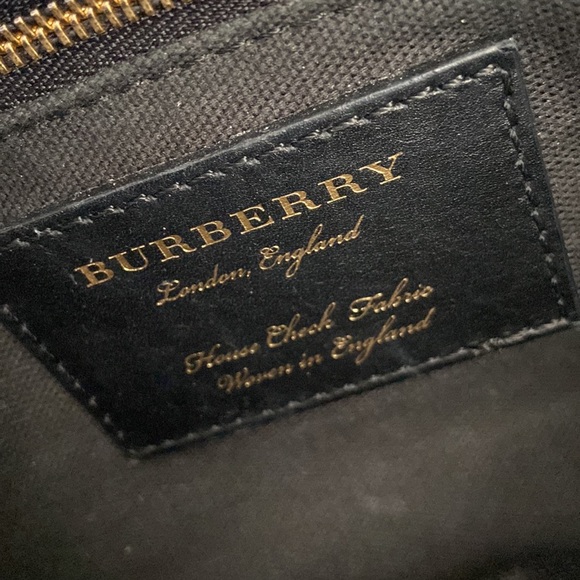 BURBERRY
London, England
House Check Fabric
Woven in England